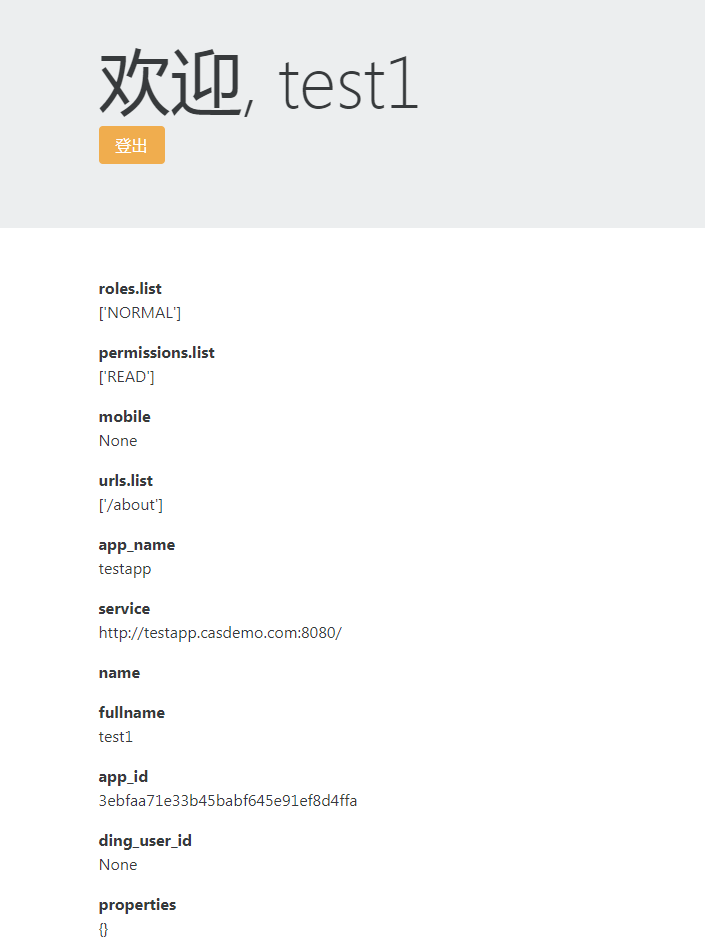 欢迎, test1
登出
roles.list
['NORMAL']
permissions.list
['READ']
mobile
None
urls.list
['/about']
app_name
testapp
service
http://testapp.casdemo.com:8080/
name
fullname
test1
app_id
3ebfaa71e33b45babf645e91ef8d4ffa
ding_user_id
None
properties
{}